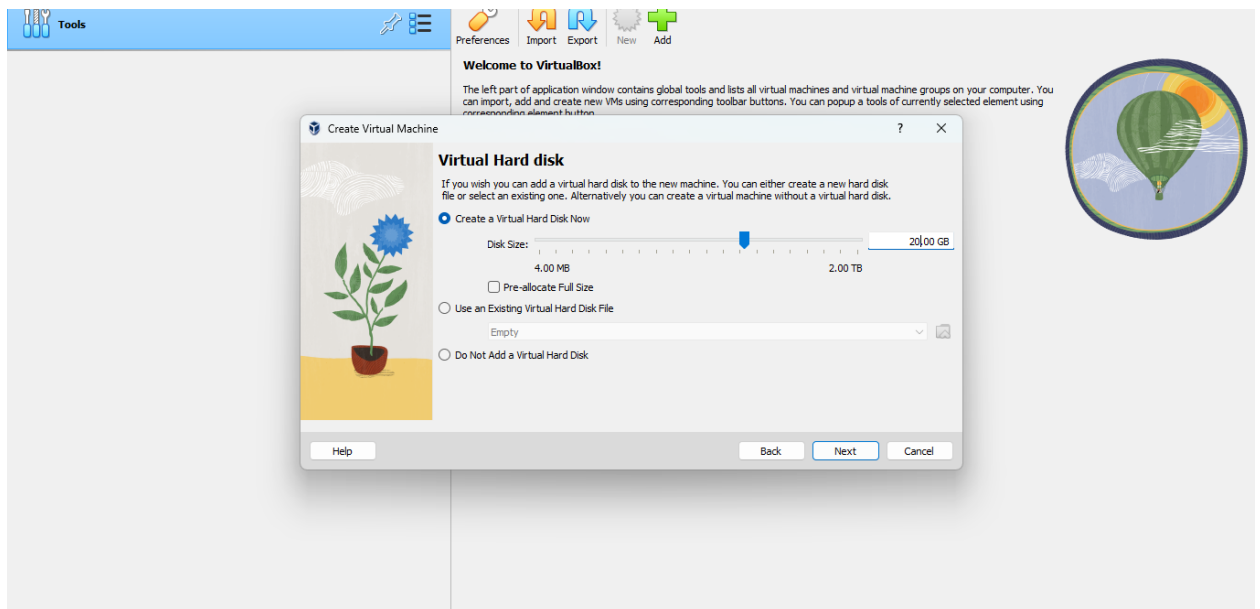 Tools
Preferences Import Export New Add
Welcome to VirtualBox!
The left part of application window contains global tools and lists all virtual machines and virtual machine groups on your computer. You
can import, add and create new VMs using corresponding toolbar buttons. You can popup a tools of currently selected element using
corresponding element button.
Create Virtual Machine
Virtual Hard disk
If you wish you can add a virtual hard disk to the new machine. You can either create a new hard disk
file or select an existing one. Alternatively you can create a virtual machine without a virtual hard disk.
Create a Virtual Hard Disk Now
Disk Size: 20,00 GB
4.00 MB 2.00 TB
Pre-allocate Full Size
Use an Existing Virtual Hard Disk File
Empty
Do Not Add a Virtual Hard Disk
Help Back Next Cancel